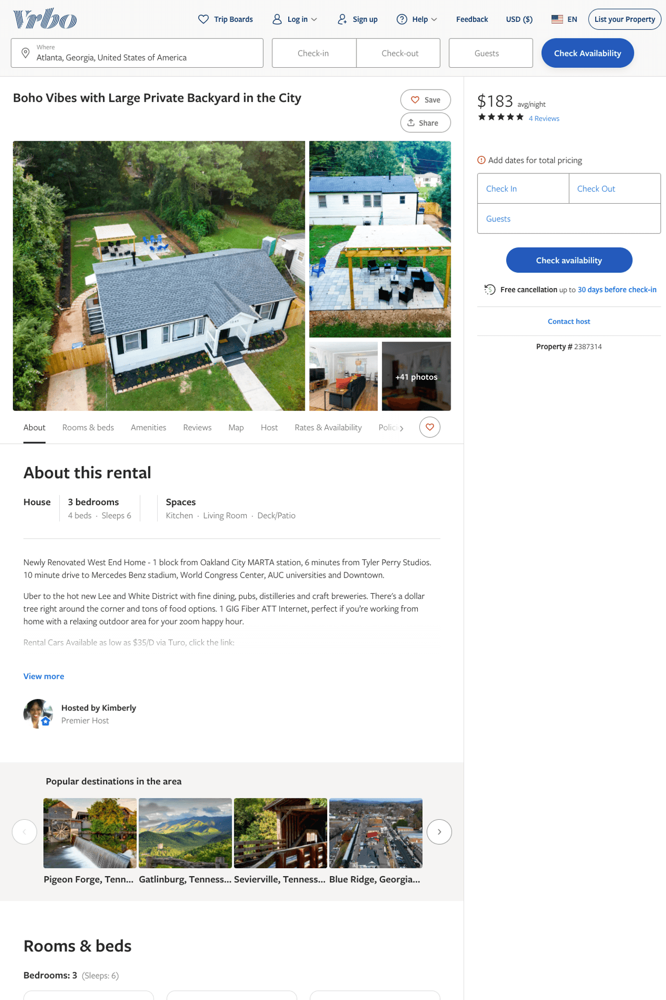 Vrbo
Trip Boards
Log in
Sign up
Help
Feedback
USD ($)
EN
List your Property
Where
Atlanta, Georgia, United States of America
Check-in
Check-out
Guests
Check Availability
Boho Vibes with Large Private Backyard in the City
Save
Share
+41 photos
$183 avg/night
4 Reviews
Add dates for total pricing
Check In
Check Out
Guests
Check availability
Free cancellation up to 30 days before check-in
Contact host
Property # 2387314
About
Rooms & beds
Amenities
Reviews
Map
Host
Rates & Availability
Polici
About this rental
House
3 bedrooms
4 beds · Sleeps 6
Spaces
Kitchen · Living Room · Deck/Patio
Newly Renovated West End Home - 1 block from Oakland City MARTA station, 6 minutes from Tyler Perry Studios.
10 minute drive to Mercedes Benz stadium, World Congress Center, AUC universities and Downtown.
Uber to the hot new Lee and White District with fine dining, pubs, distilleries and craft breweries. There's a dollar
tree right around the corner and tons of food options. 1 GIG Fiber ATT Internet, perfect if you're working from
home with a relaxing outdoor area for your zoom happy hour.
Rental Cars Available as low as $35/D via Turo, click the link:
View more
Hosted by Kimberly
Premier Host
Popular destinations in the area
Pigeon Forge, Tenn...
Gatlinburg, Tenness...
Sevierville, Tenness...
Blue Ridge, Georgia...
Rooms & beds
Bedrooms: 3 (Sleeps: 6)